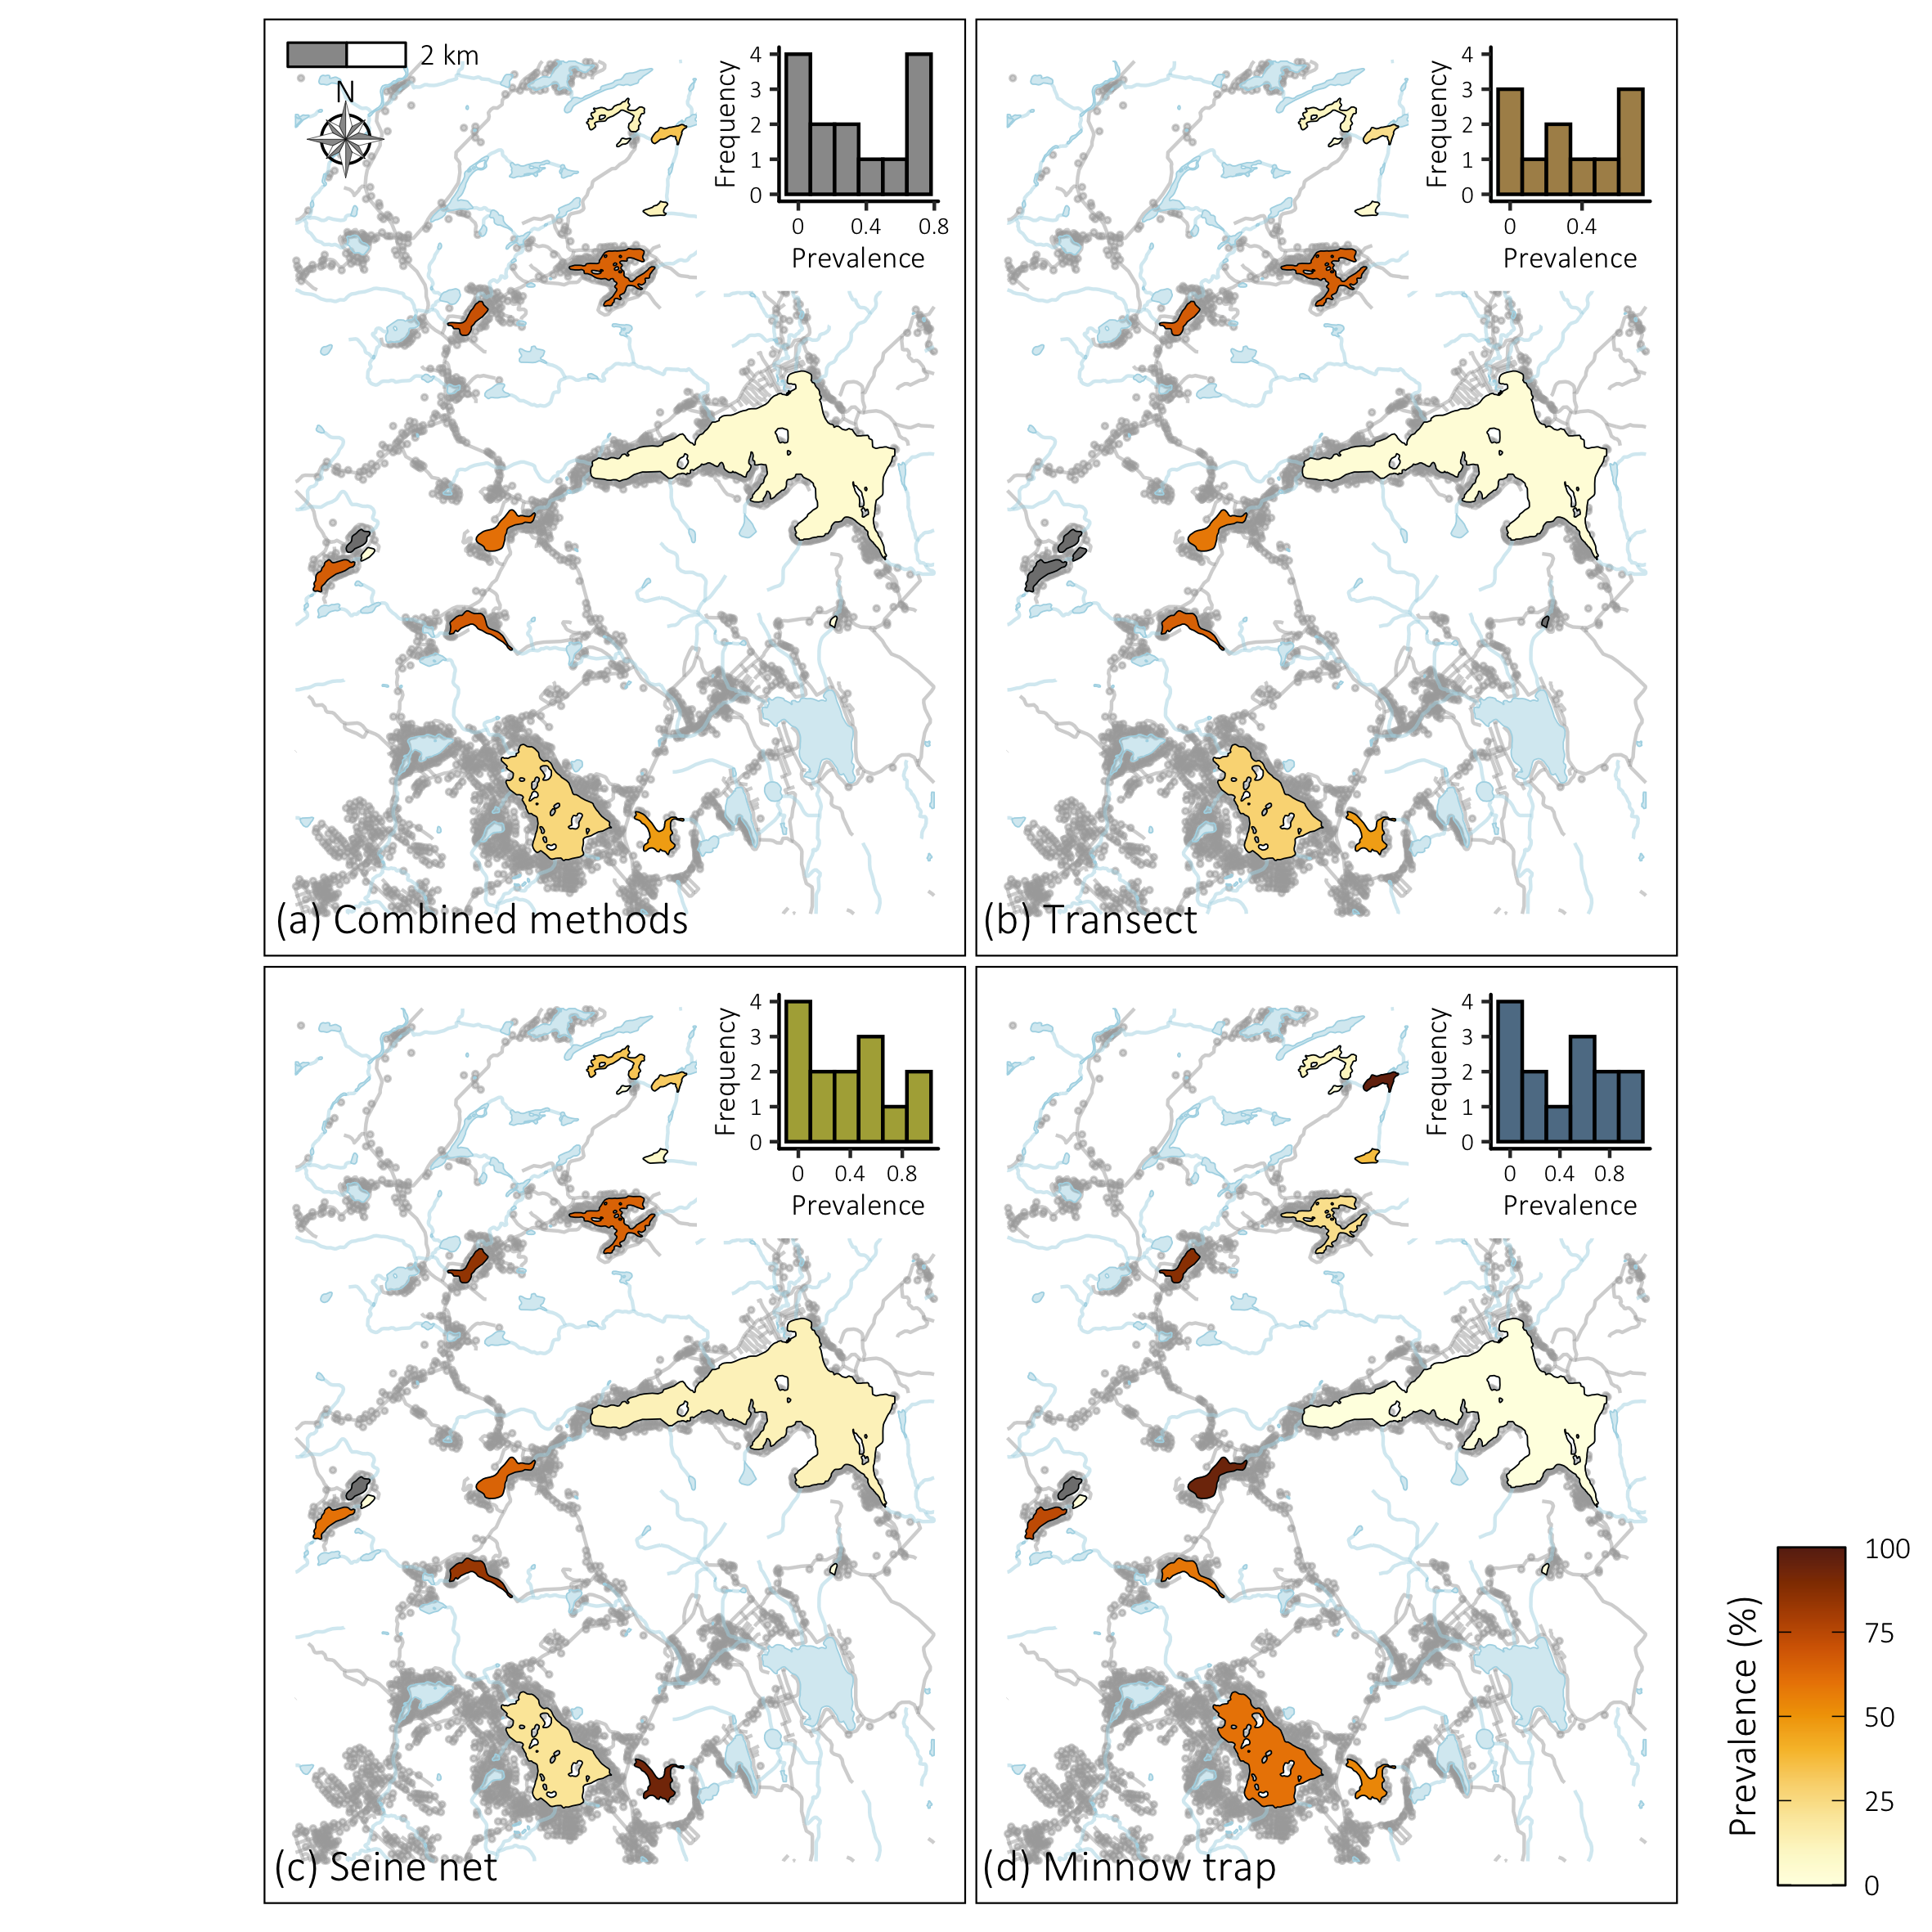 2 km
N
Frequency
4
3
2
1
0
0 0.4 0.8
Prevalence
(a) Combined methods
Frequency
4
3
2
1
0
0 0.4
Prevalence
(b) Transect
Frequency
4
3
2
1
0
0 0.4 0.8
Prevalence
(c) Seine net
Frequency
4
3
2
1
0
0 0.4 0.8
Prevalence
(d) Minnow trap
Prevalence (%)
100
75
50
25
0